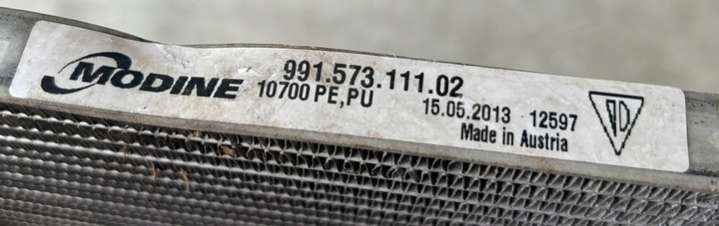 MODINE
991.573.111.02
10700 PE,PU
15.05.2013 12597
Made in Austria